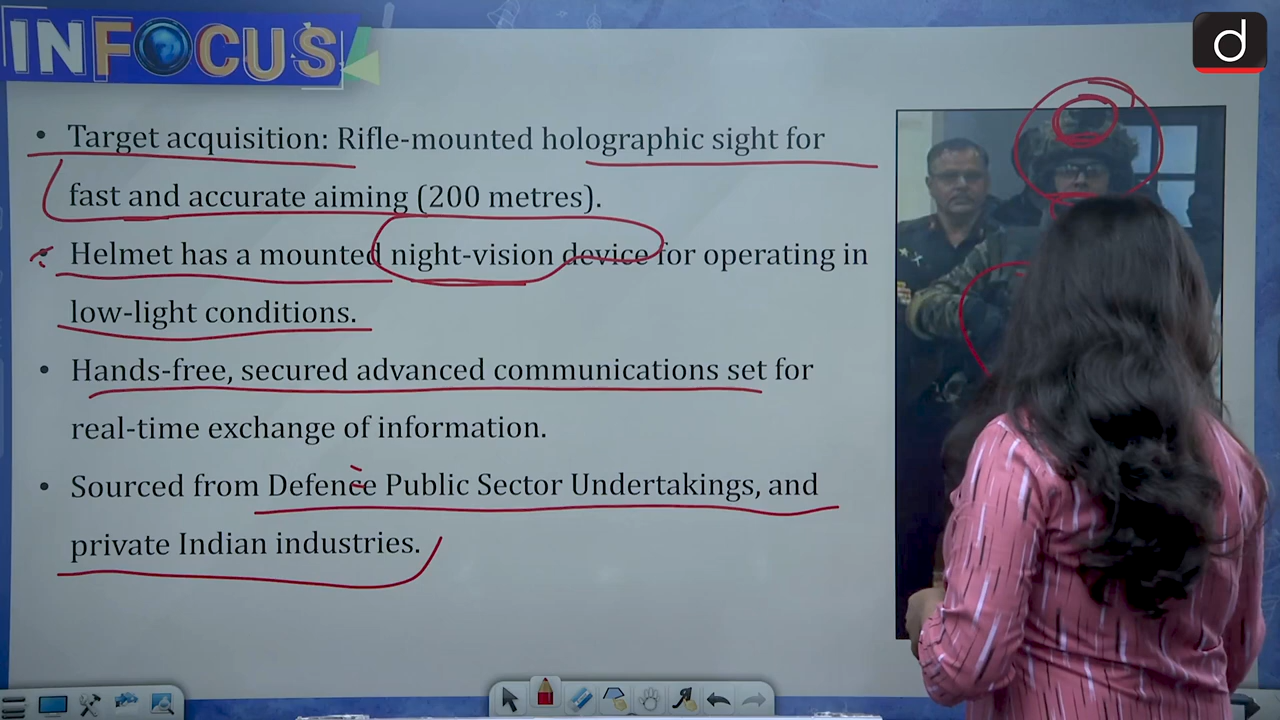 INFOCUS
d
• Target acquisition: Rifle-mounted holographic sight for
fast and accurate aiming (200 metres).
• Helmet has a mounted night-vision device for operating in
low-light conditions.
• Hands-free, secured advanced communications set for
real-time exchange of information.
• Sourced from Defence Public Sector Undertakings, and
private Indian industries.